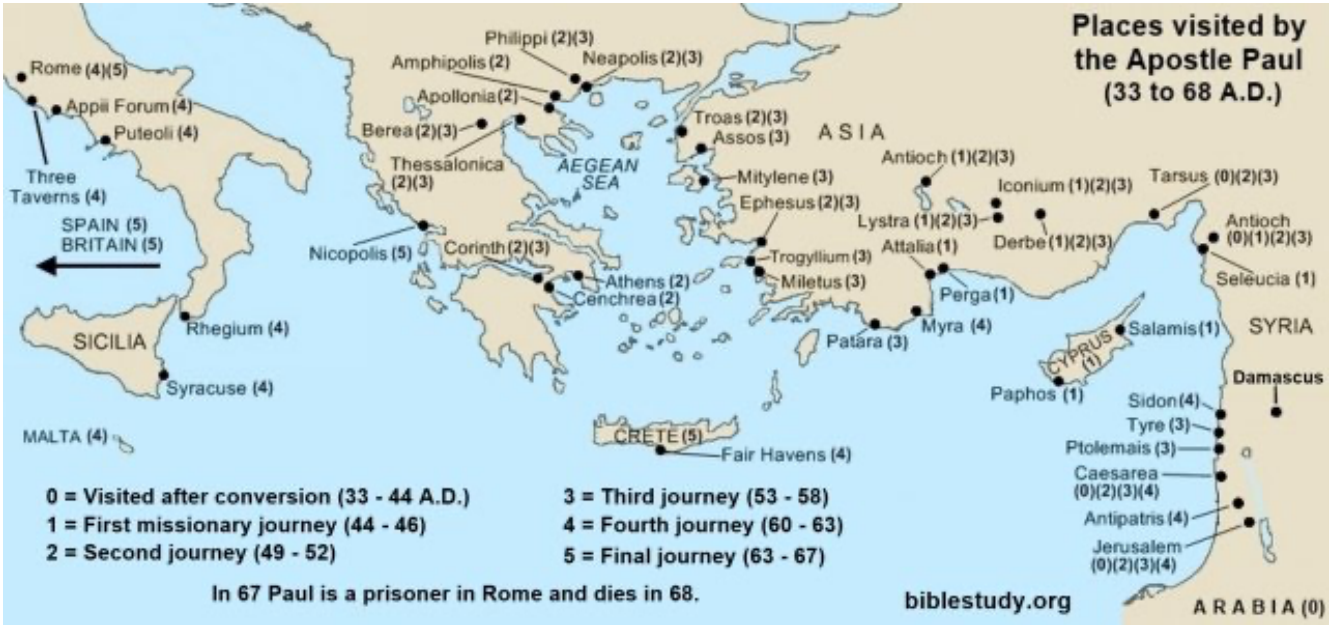 Places visited by
the Apostle Paul
(33 to 68 A.D.)
Philippi (2)(3)
Neapolis (2)(3)
Amphipolis (2)
Apollonia (2)
Berea (2)(3)
Thessalonica
(2)(3)
Rome (4)(5)
Appii Forum (4)
Puteoli (4)
Three
Taverns (4)
SPAIN (5)
BRITAIN (5)
Nicopolis (5)
Corinth (2)(3)
Athens (2)
Cenchrea (2)
AEGEAN
SEA
Troas (2)(3)
Assos (3)
ASIA
Mitylene (3)
Ephesus (2)(3)
Trogyllium (3)
Miletus (3)
Antioch (1)(2)(3)
Iconium (1)(2)(3)
Lystra (1)(2)(3)
Derbe (1)(2)(3)
Attalia (1)
Perga (1)
Myra (4)
Patara (3)
Tarsus (0)(2)(3)
Antioch
(0)(1)(2)(3)
Seleucia (1)
SYRIA
Salamis (1)
CYPRUS
(1)
Paphos (1)
Damascus
Sidon (4)
Tyre (3)
Ptolemais (3)
Caesarea
(0)(2)(3)(4)
Antipatris (4)
Jerusalem
(0)(2)(3)(4)
ARABIA (0)
Rhegium (4)
SICILIA
Syracuse (4)
MALTA (4)
CRETE (5)
Fair Havens (4)
0 = Visited after conversion (33 - 44 A.D.)
1 = First missionary journey (44 - 46)
2 = Second journey (49 - 52)
3 = Third journey (53 - 58)
4 = Fourth journey (60 - 63)
5 = Final journey (63 - 67)
In 67 Paul is a prisoner in Rome and dies in 68.
biblestudy.org